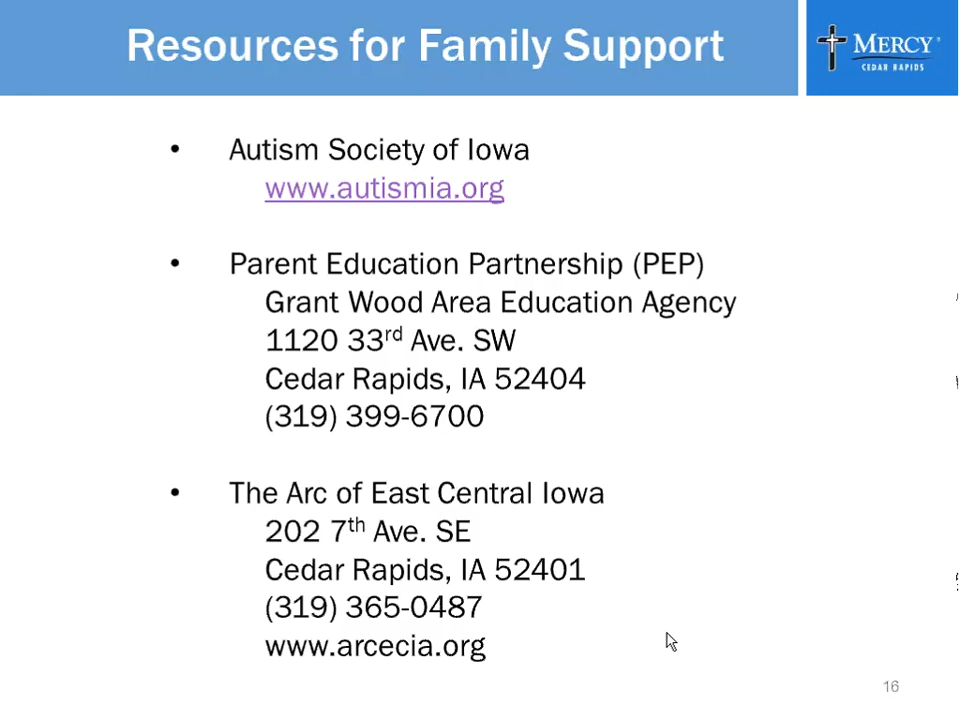 Resources for Family Support
MERCY®
CEDAR RAPIDS
• Autism Society of Iowa
www.autismia.org
• Parent Education Partnership (PEP)
Grant Wood Area Education Agency
1120 33rd Ave. SW
Cedar Rapids, IA 52404
(319) 399-6700
• The Arc of East Central Iowa
202 7th Ave. SE
Cedar Rapids, IA 52401
(319) 365-0487
www.arcecia.org
16